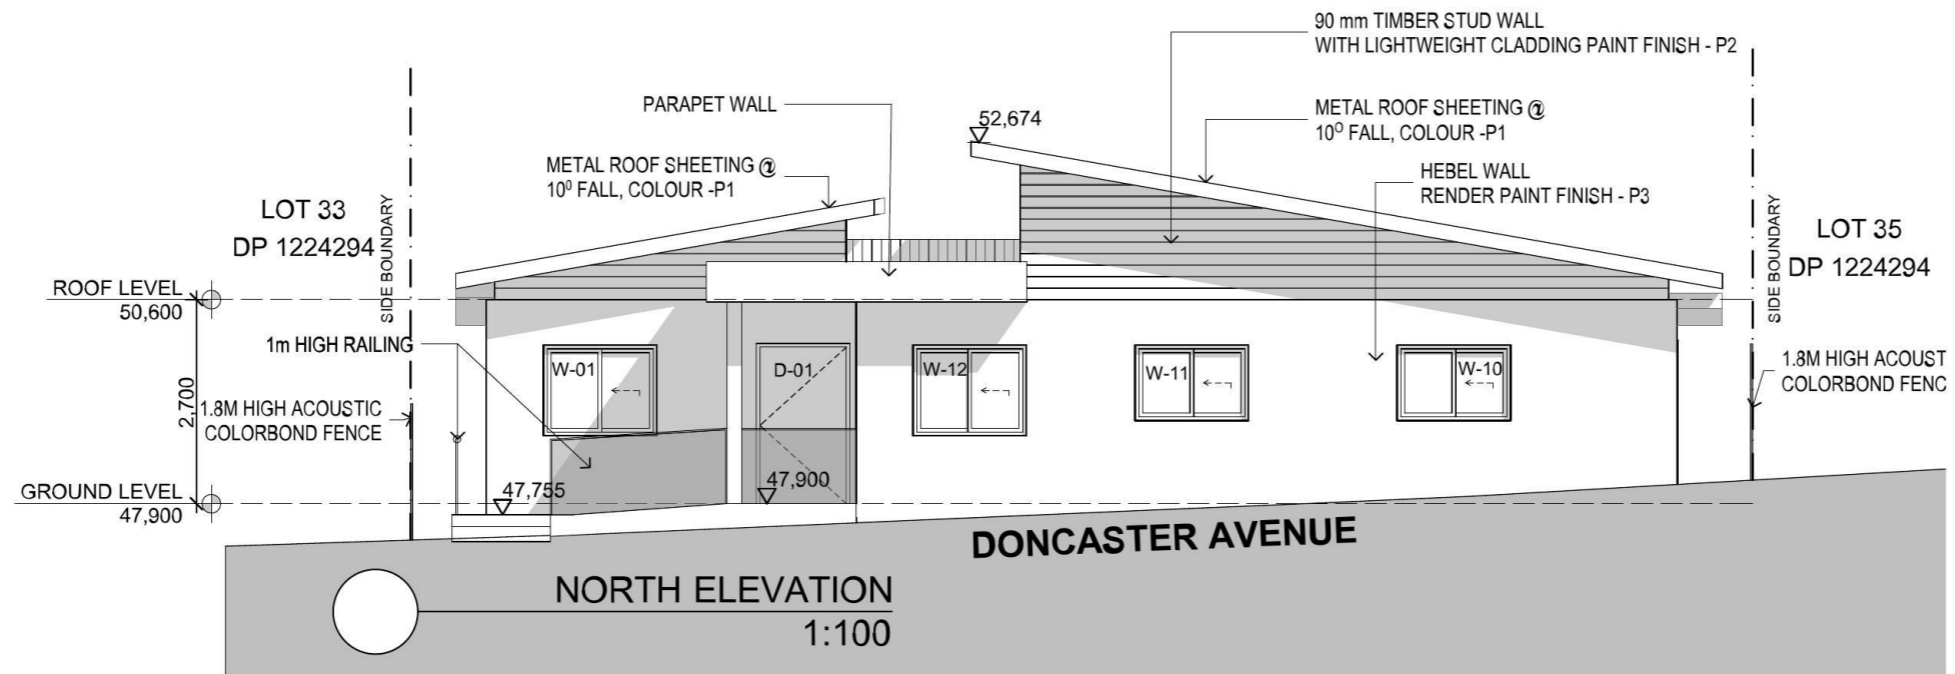 90 mm TIMBER STUD WALL
WITH LIGHTWEIGHT CLADDING PAINT FINISH - P2
PARAPET WALL
52,674
METAL ROOF SHEETING @
10⁰ FALL, COLOUR -P1
METAL ROOF SHEETING @
10ᴼ FALL, COLOUR -P1
HEBEL WALL
RENDER PAINT FINISH - P3
LOT 33
DP 1224294
SIDE BOUNDARY
SIDE BOUNDARY
LOT 35
DP 1224294
ROOF LEVEL
50,600
1m HIGH RAILING
2,700
1.8M HIGH ACOUSTIC
COLORBOND FENCE
W-01
D-01
W-12
W-11
W-10
1.8M HIGH ACOUST
COLORBOND FENC
GROUND LEVEL
47,900
47,755
47,900
DONCASTER AVENUE
NORTH ELEVATION
1:100